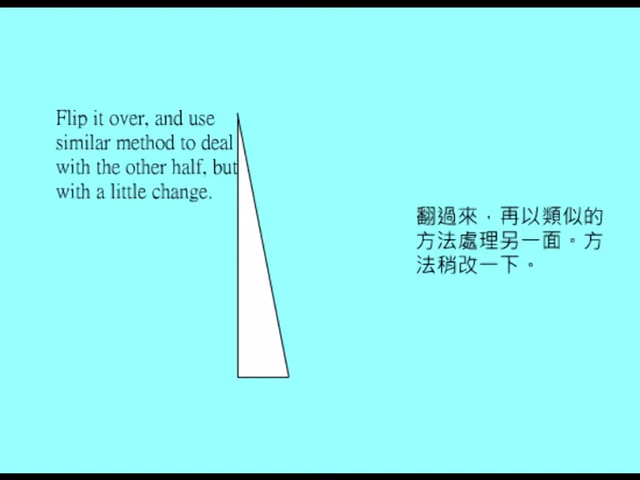 Flip it over, and use
similar method to deal
with the other half, but
with a little change.
翻過來，再以類似的
方法處理另一面。方
法稍改一下。